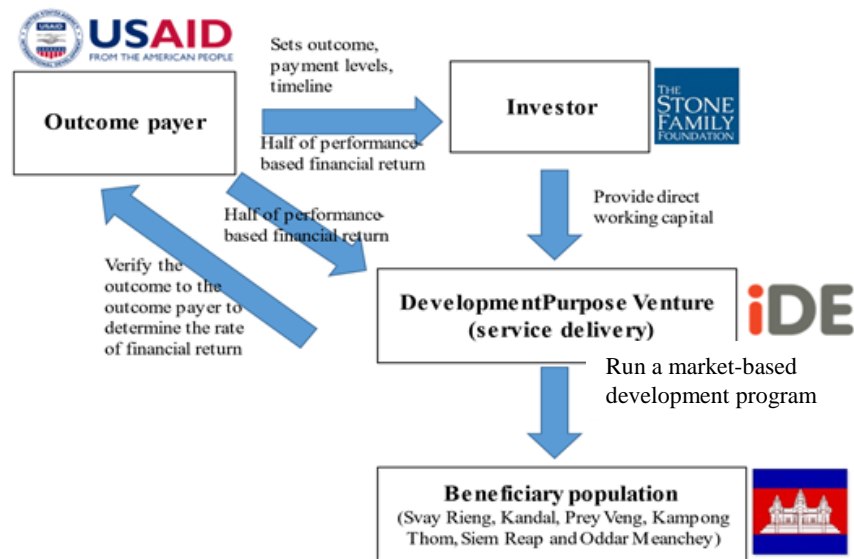 USAID
FROM THE AMERICAN PEOPLE
Outcome payer
Sets outcome,
payment levels,
timeline
Half of performance-
based financial return
Investor
THE
STONE
FAMILY
FOUNDATION
Half of performance-
based financial return
Provide direct
working capital
Verify the
outcome to the
outcome payer to
determine the rate
of financial return
DevelopmentPurpose Venture
(service delivery)
iDE
Run a market-based
development program
Beneficiary population
(Svay Rieng, Kandal, Prey Veng, Kampong
Thom, Siem Reap and Oddar Meanchey)